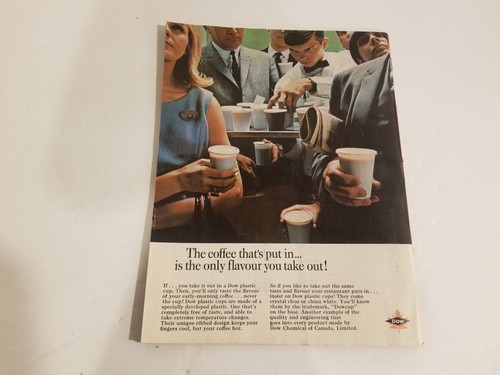 The coffee that's put in...
is the only flavour you take out!
If . . . you take it out in a Dow plastic
cup. Then, you'll only taste the flavour
of your early-morning coffee . . . never
the cup! Dow plastic cups are made of a
specially developed plastic. One that's
completely free of taste, and able to
take extreme temperature changes.
Their unique ribbed design keeps your
fingers cool, but your coffee hot.
So if you like to take out the same
taste and flavour your restaurant puts in . . .
insist on Dow plastic cups! They come
crystal clear or china white. You'll know
them by the trademark, "Dowcup"
on the base. Another example of the
quality and engineering that
goes into every product made by
Dow Chemical of Canada, Limited.
DOW